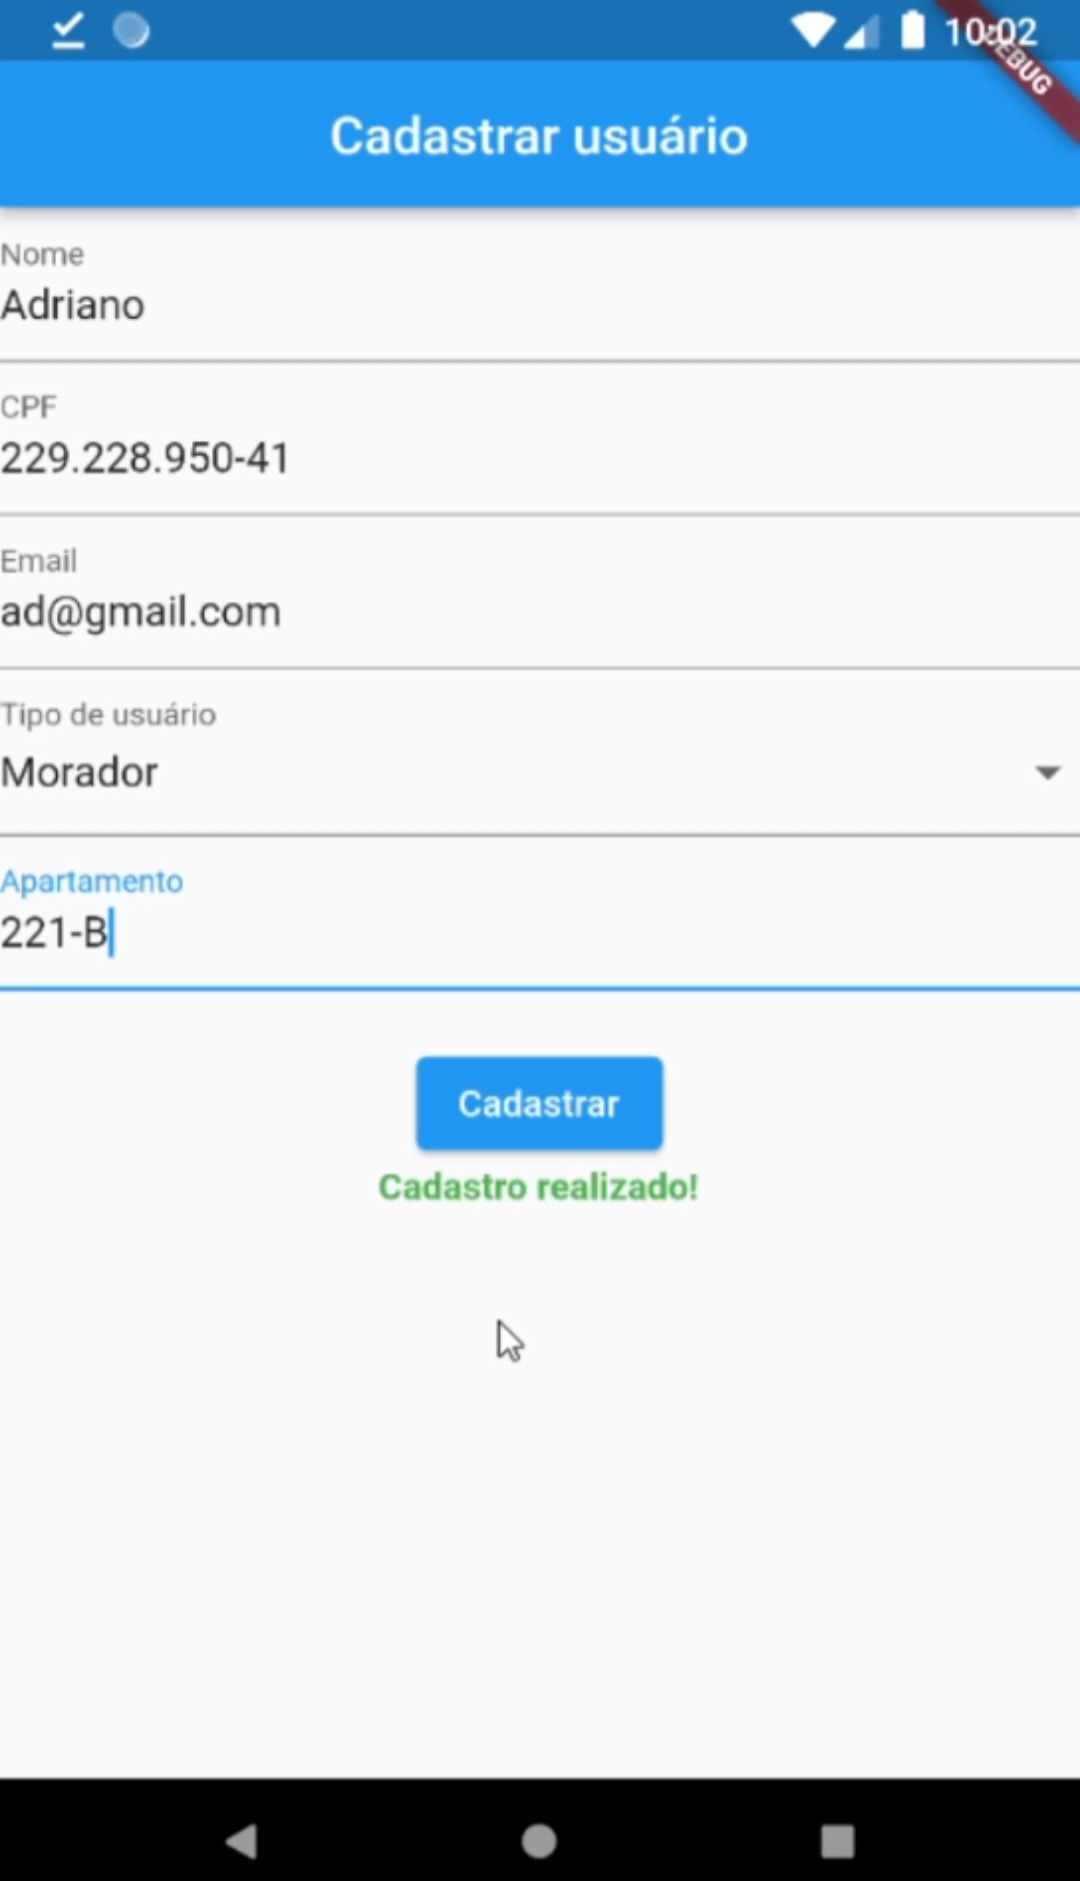 10:02
DEBUG
Cadastrar usuário
Nome
Adriano
CPF
229.228.950-41
Email
ad@gmail.com
Tipo de usuário
Morador
Apartamento
221-B
Cadastrar
Cadastro realizado!